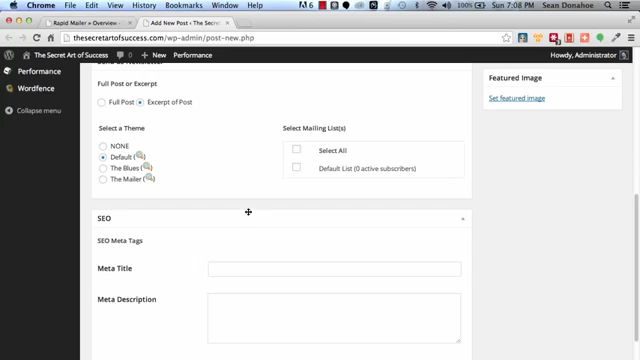 Chrome File Edit View History Bookmarks Window Help
6
100%
Sun 7:08 PM Sean Donahoe
Rapid Mailer » Overview -
Add New Post ‹ The Secret
thesecretartofsuccess.com/wp-admin/post-new.php
The Secret Art of Success 0 + New Performance
Howdy, Administrator
Performance
Wordfence
Collapse menu
Full Post or Excerpt
Full Post Excerpt of Post
Select a Theme
NONE
Default (
)
The Blues (
)
The Mailer (
)
Select Mailing List(s)
Select All
Default List (0 active subscribers)
Featured Image
Set featured image
SEO
SEO Meta Tags
Meta Title
Meta Description